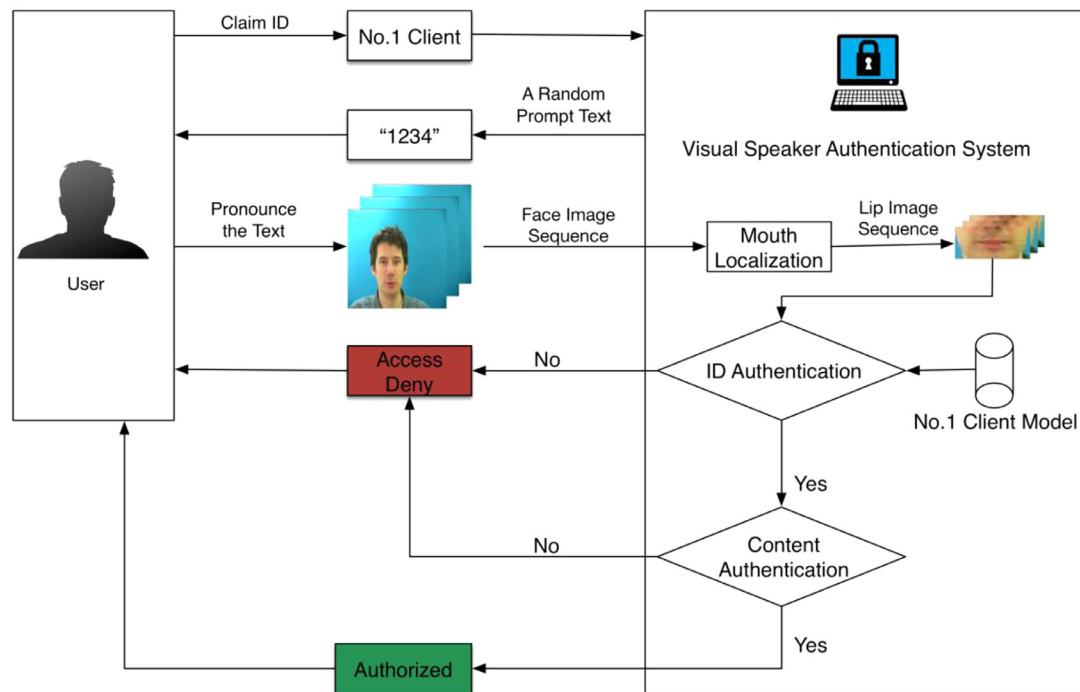 Claim ID
No.1 Client
A Random
Prompt Text
“1234”
Visual Speaker Authentication System
User
Pronounce
the Text
Face Image
Sequence
Mouth
Localization
Lip Image
Sequence
Access
Deny
No
ID Authentication
No.1 Client Model
Yes
No
Content
Authentication
Yes
Authorized